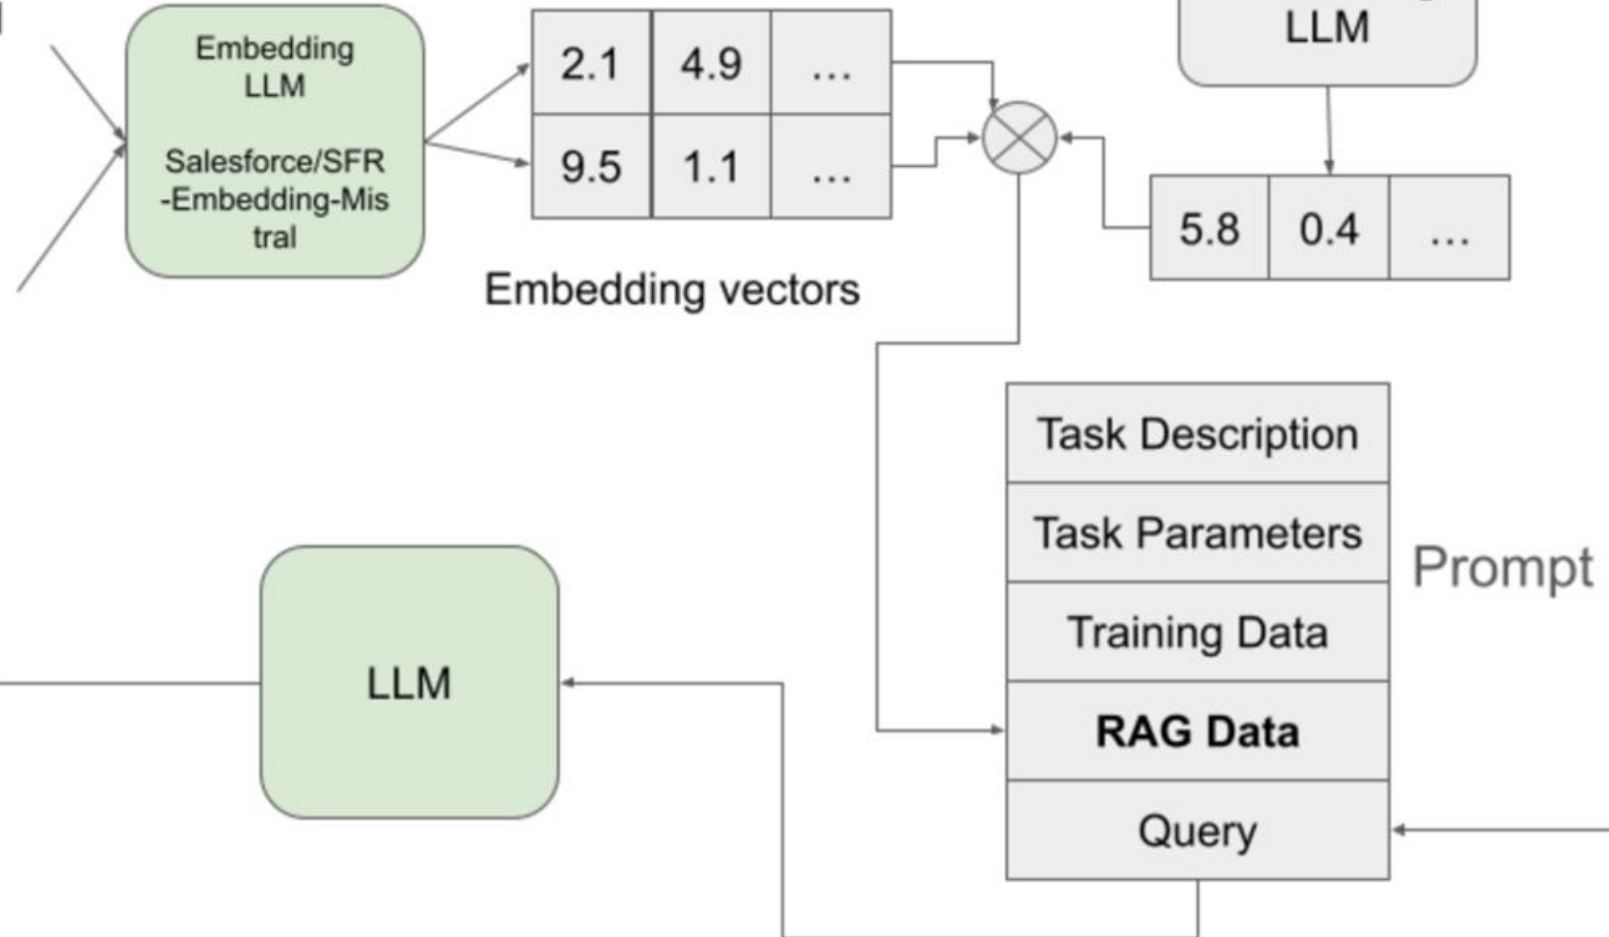 Embedding
LLM
Salesforce/SFR
-Embedding-Mis
tral
2.1 4.9 ...
9.5 1.1 ...
Embedding vectors
LLM
5.8 0.4 ...
Task Description
Task Parameters
Training Data
RAG Data
Query
Prompt
LLM